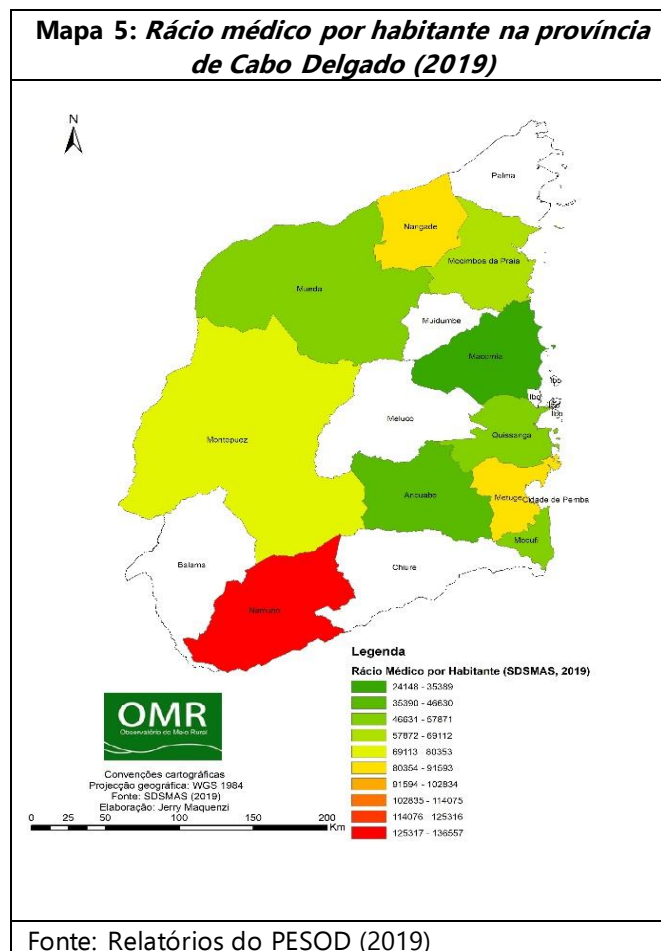 Mapa 5: Rácio médico por habitante na província
de Cabo Delgado (2019)
N
Palma
Nangade
Mocimboa da Praia
Mueda
Muidumbe
Macomia
Ibo
Ibo
Ibo
Ibo
Meluco
Quissanga
Montepuez
Ancuabe
Metuge
Cidade de Pemba
Mecufi
Balama
Chiure
Namuno
Legenda
Rácio Médico por Habitante (SDSMAS, 2019)
24148 - 35389
35390 - 46630
46631 - 57871
57872 - 69112
69113 - 80353
80354 - 91593
91594 - 102834
102835 - 114075
114076 - 125316
125317 - 136557
OMR
Observatório do Meio Rural
Convenções cartográficas
Projecção geográfica: WGS 1984
Fonte: SDSMAS (2019)
Elaboração: Jerry Maquenzi
0 50 100 150 200
Km
Fonte: Relatórios do PESOD (2019)